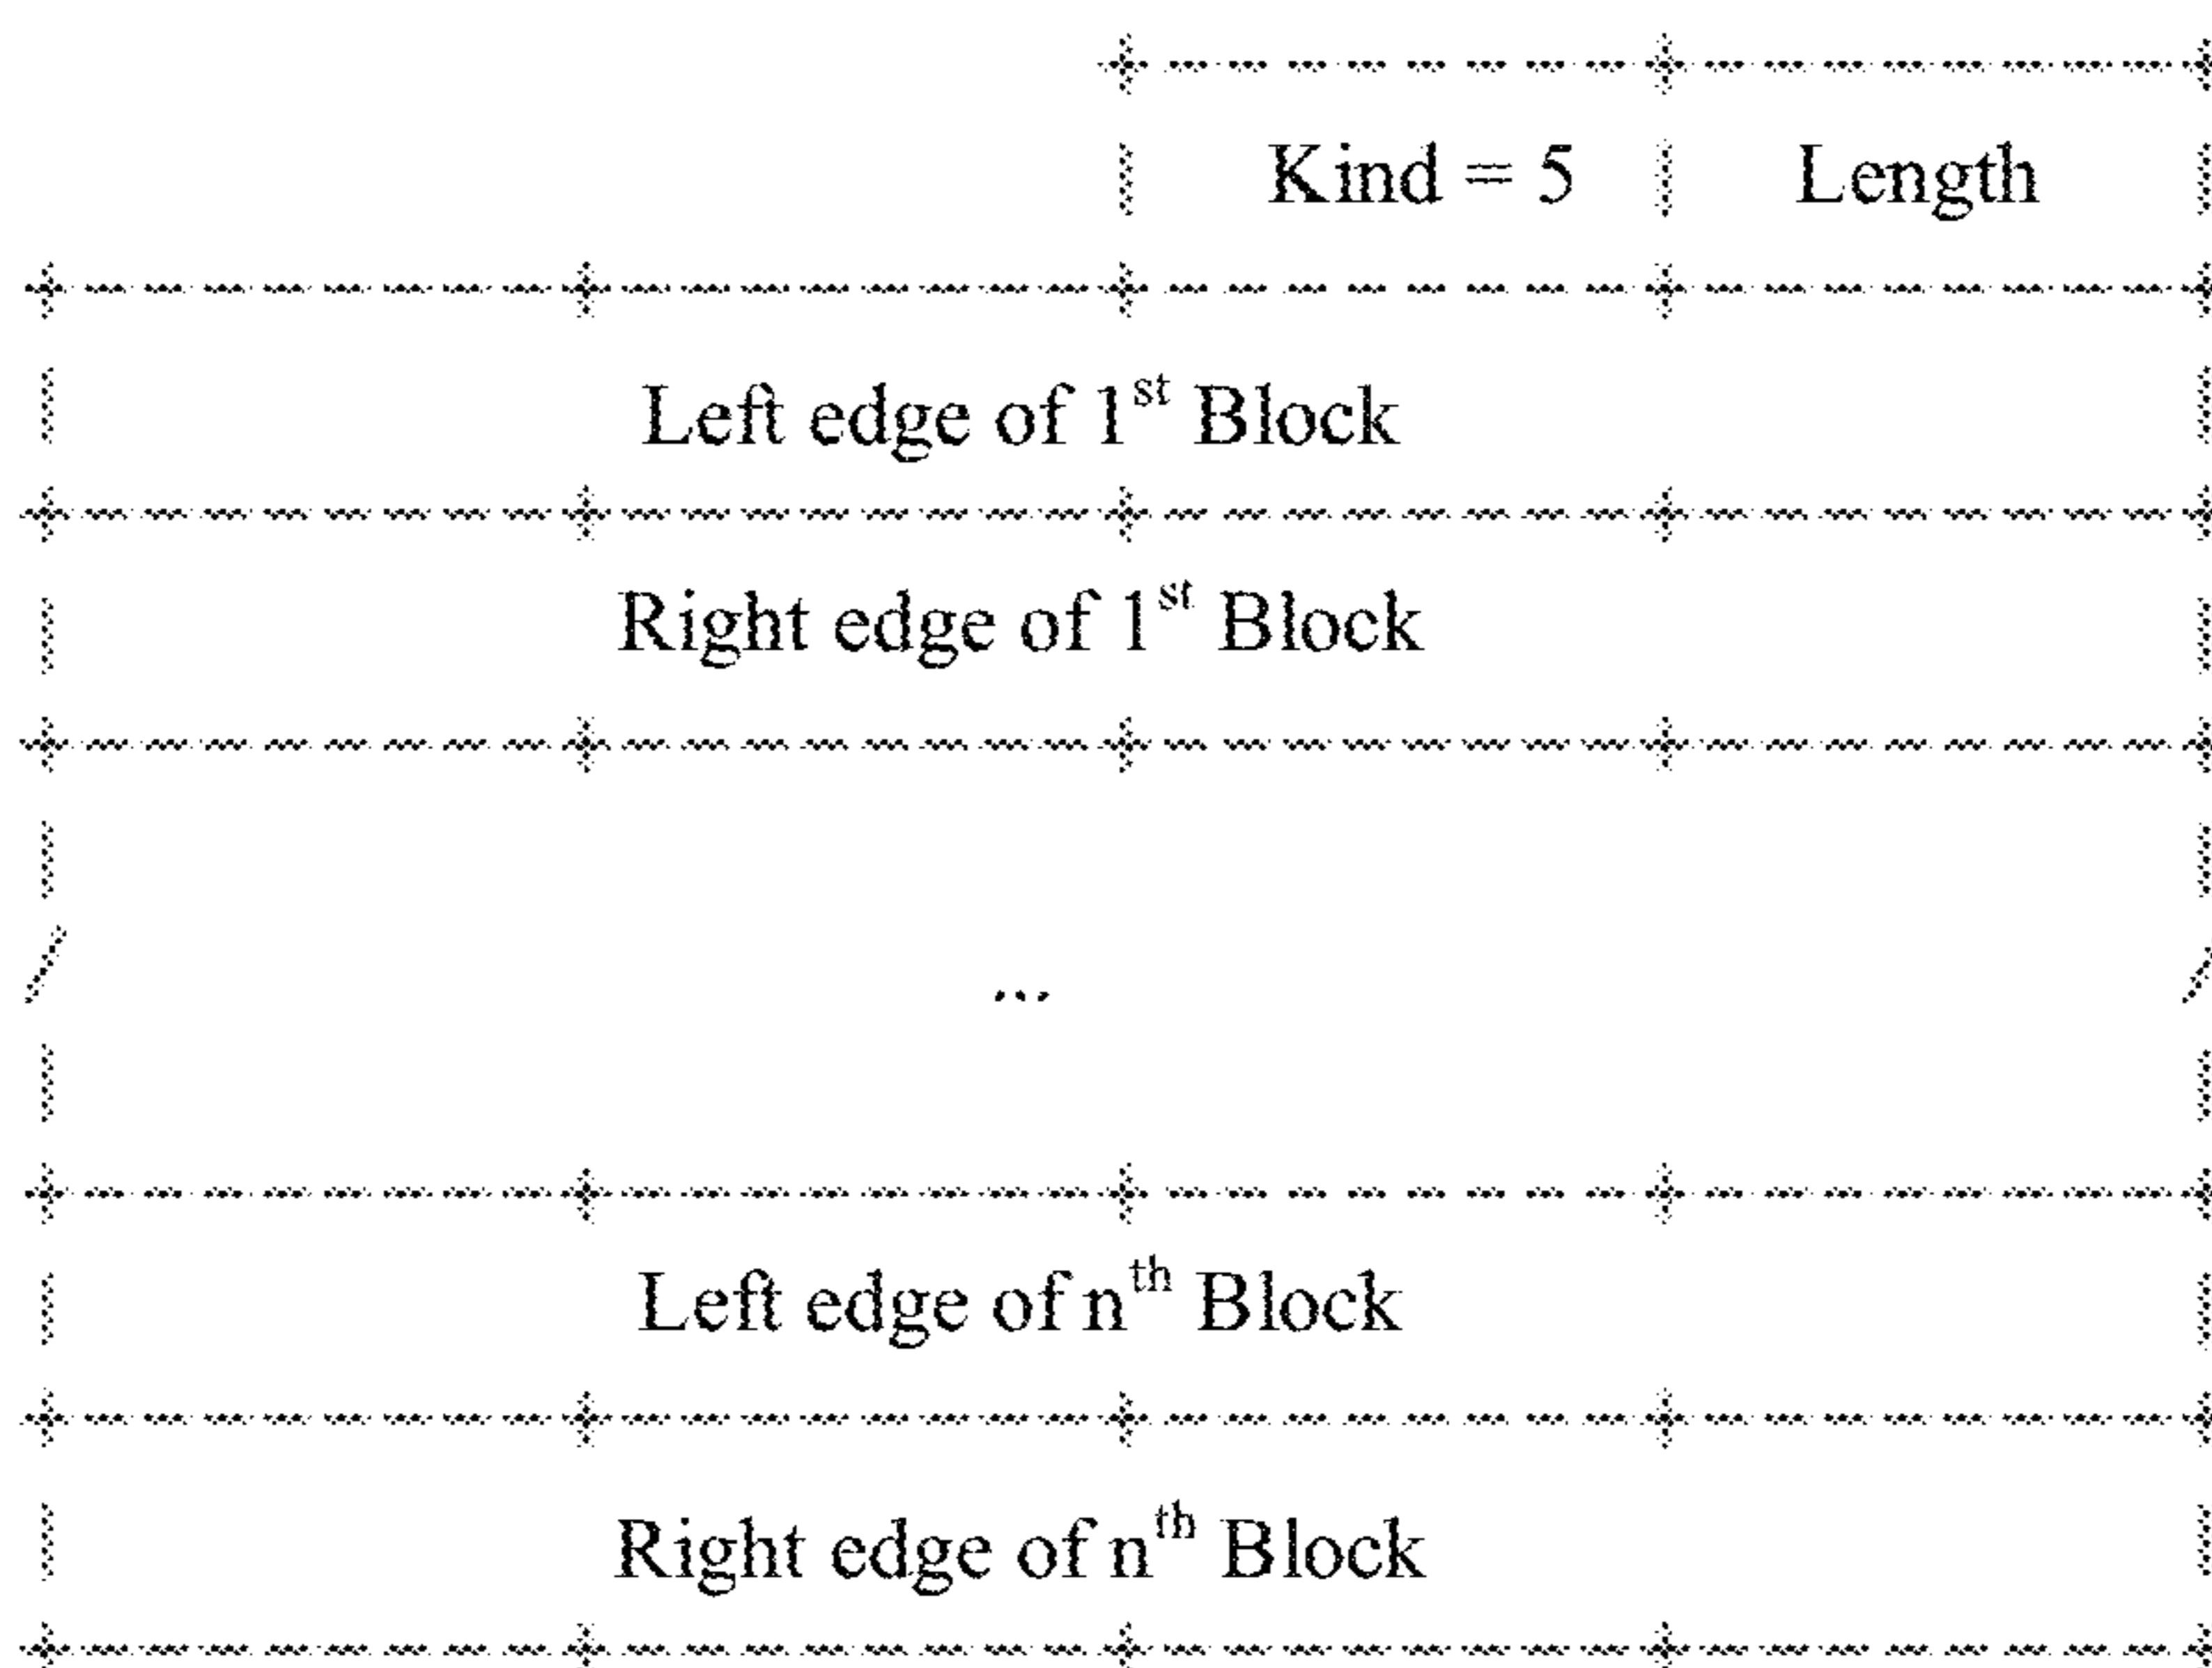 Kind = 5 Length
Left edge of 1st Block
Right edge of 1st Block
...
Left edge of nth Block
Right edge of nth Block